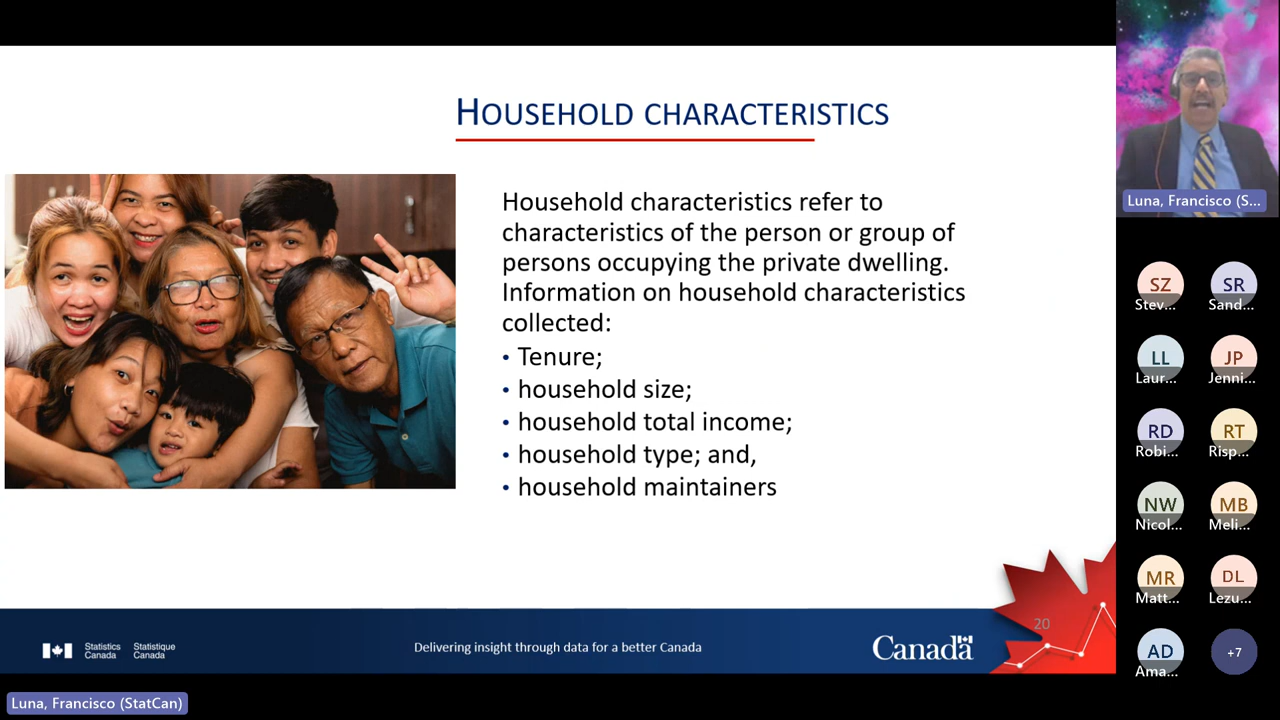 HOUSEHOLD CHARACTERISTICS
Household characteristics refer to
characteristics of the person or group of
persons occupying the private dwelling.
Information on household characteristics
collected:
• Tenure;
• household size;
• household total income;
• household type; and,
• household maintainers
20
Statistics
Canada
Statistique
Canada
Delivering insight through data for a better Canada
Canada
Luna, Francisco (StatCan)
Luna, Francisco (S...
SZ
Stev...
SR
Sand...
LL
Laur...
JP
Jenni...
RD
Robi...
RT
Risp...
NW
Nicol...
MB
Meli...
MR
Matt...
DL
Lezu...
AD
Ama...
+7